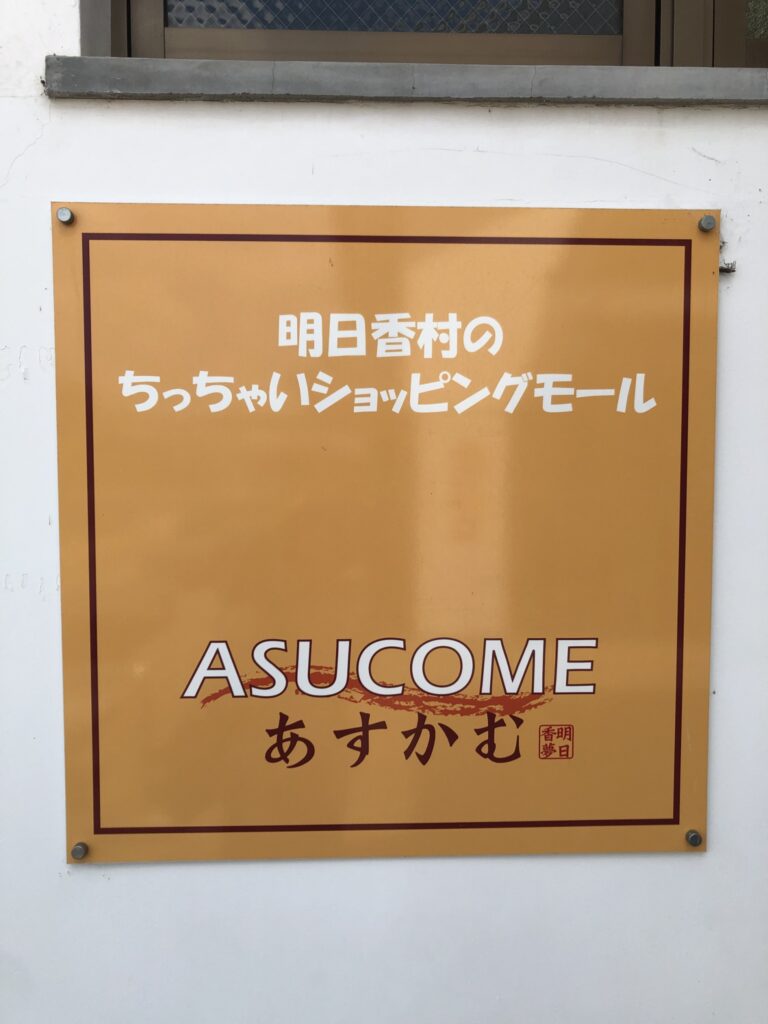 明日香村の
ちっちゃいショッピングモール
ASUCOME
あすかむ
明日
香夢